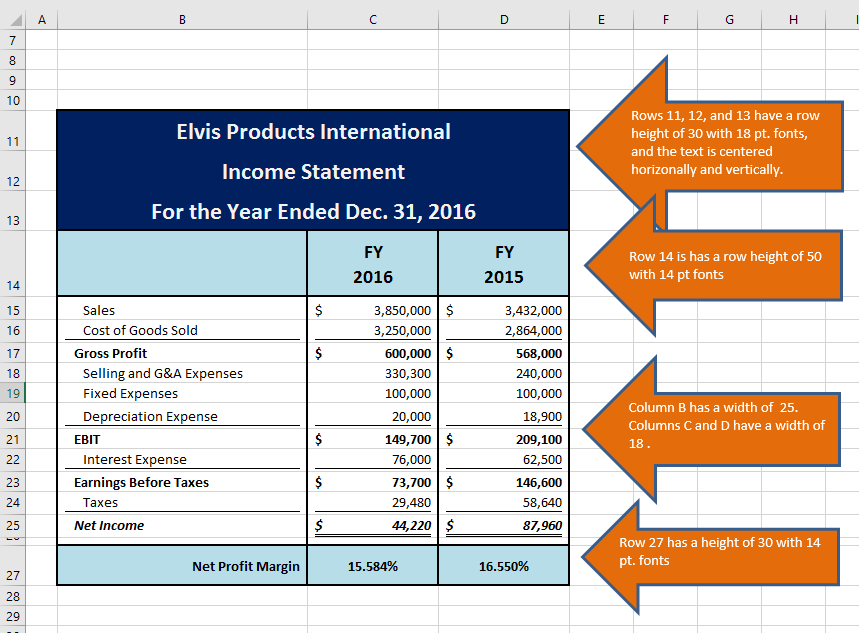 A B C D E F G H I
7
8
9
10
11 Elvis Products International
12 Income Statement
13 For the Year Ended Dec. 31, 2016
14 FY 2016 FY 2015
15 Sales $ 3,850,000 $ 3,432,000
16 Cost of Goods Sold 3,250,000 2,864,000
17 Gross Profit $ 600,000 $ 568,000
18 Selling and G&A Expenses 330,300 240,000
19 Fixed Expenses 100,000 100,000
20 Depreciation Expense 20,000 18,900
21 EBIT $ 149,700 $ 209,100
22 Interest Expense 76,000 62,500
23 Earnings Before Taxes $ 73,700 $ 146,600
24 Taxes 29,480 58,640
25 Net Income $ 44,220 $ 87,960
27 Net Profit Margin 15.584% 16.550%
28
29
Rows 11, 12, and 13 have a row
height of 30 with 18 pt. fonts,
and the text is centered
horizonally and vertically.
Row 14 is has a row height of 50
with 14 pt fonts
Column B has a width of 25.
Columns C and D have a width of
18 .
Row 27 has a height of 30 with 14
pt. fonts